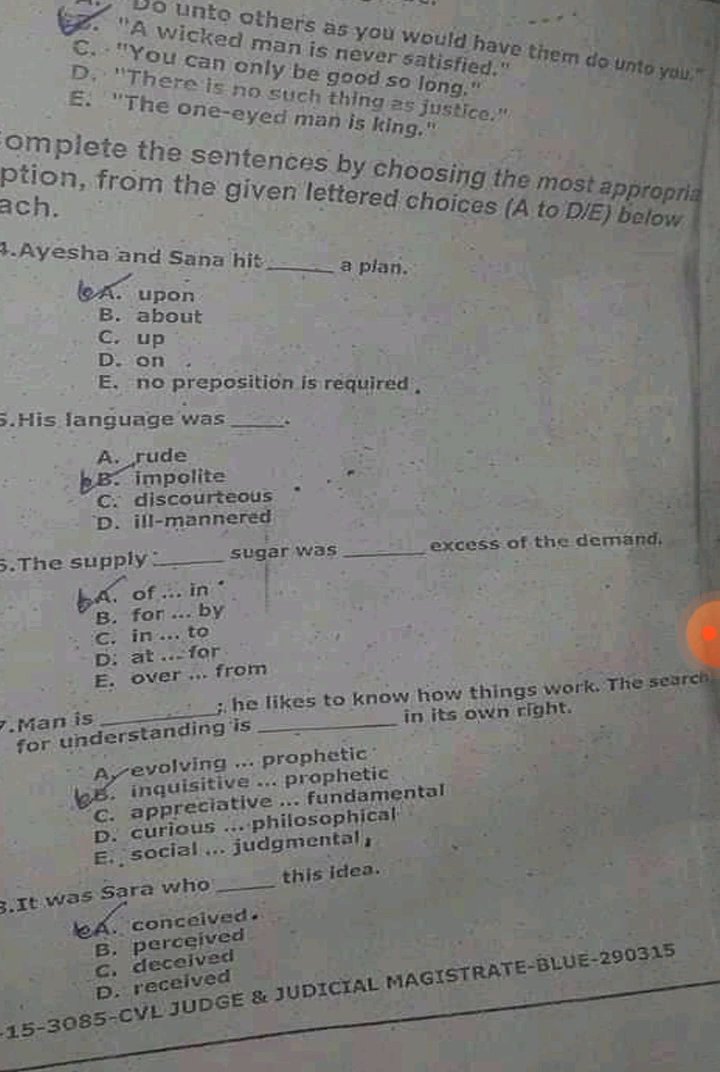 Do unto others as you would have them do unto you."
"A wicked man is never satisfied."
C. "You can only be good so long."
D. "There is no such thing as justice."
E. "The one-eyed man is king."
omplete the sentences by choosing the most appropria
ption, from the given lettered choices (A to D/E) below
ach.
4.Ayesha and Sana hit ______ a plan.
A. upon
B. about
C. up
D. on
E. no preposition is required.
5.His language was _____.
A. rude
B. impolite
C. discourteous
D. ill-mannered
6.The supply ______ sugar was _______ excess of the demand.
A. of ... in
B. for ... by
C. in ... to
D. at ... for
E. over ... from
7.Man is __________; he likes to know how things work. The search
for understanding is ____________ in its own right.
A. evolving ... prophetic
B. inquisitive ... prophetic
C. appreciative ... fundamental
D. curious ... philosophical
E. social ... judgmental
8.It was Sara who _____ this idea.
A. conceived
B. perceived
C. deceived
D. received
-15-3085-CVL JUDGE & JUDICIAL MAGISTRATE-BLUE-290315